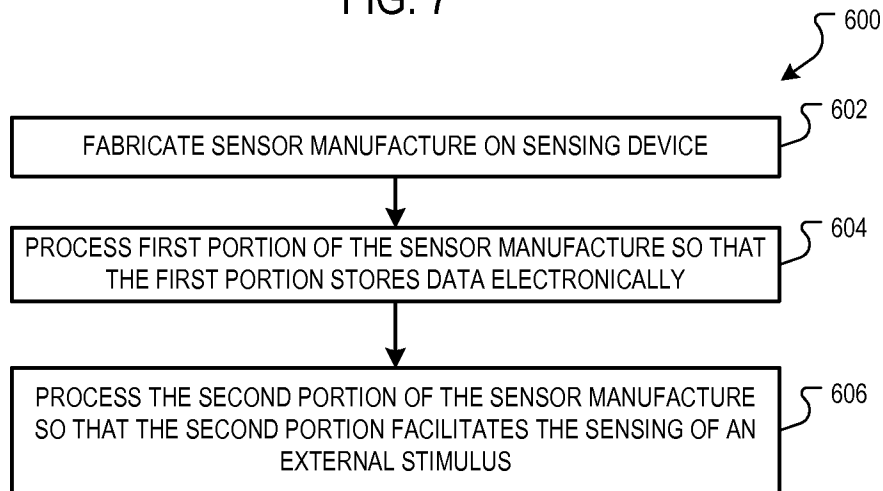 FIG. 7
600
602
FABRICATE SENSOR MANUFACTURE ON SENSING DEVICE
604
PROCESS FIRST PORTION OF THE SENSOR MANUFACTURE SO THAT
THE FIRST PORTION STORES DATA ELECTRONICALLY
606
PROCESS THE SECOND PORTION OF THE SENSOR MANUFACTURE
SO THAT THE SECOND PORTION FACILITATES THE SENSING OF AN
EXTERNAL STIMULUS